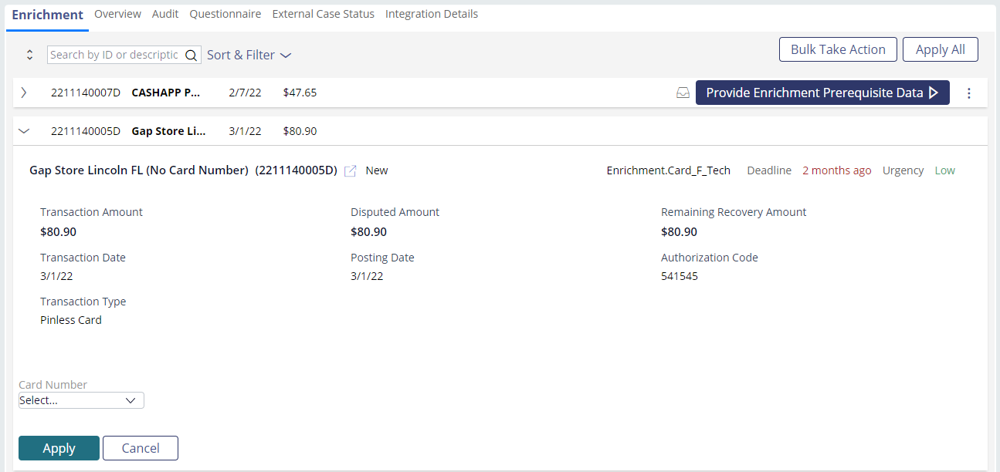 Enrichment Overview Audit Questionnaire External Case Status Integration Details
Search by ID or descriptic Sort & Filter Bulk Take Action Apply All
2211140007D CASHAPP P... 2/7/22 $47.65 Provide Enrichment Prerequisite Data
2211140005D Gap Store Li... 3/1/22 $80.90
Gap Store Lincoln FL (No Card Number) (2211140005D) New Enrichment.Card_F_Tech Deadline 2 months ago Urgency Low
Transaction Amount Disputed Amount Remaining Recovery Amount
$80.90 $80.90 $80.90
Transaction Date Posting Date Authorization Code
3/1/22 3/1/22 541545
Transaction Type
Pinless Card
Card Number
Select...
Apply Cancel